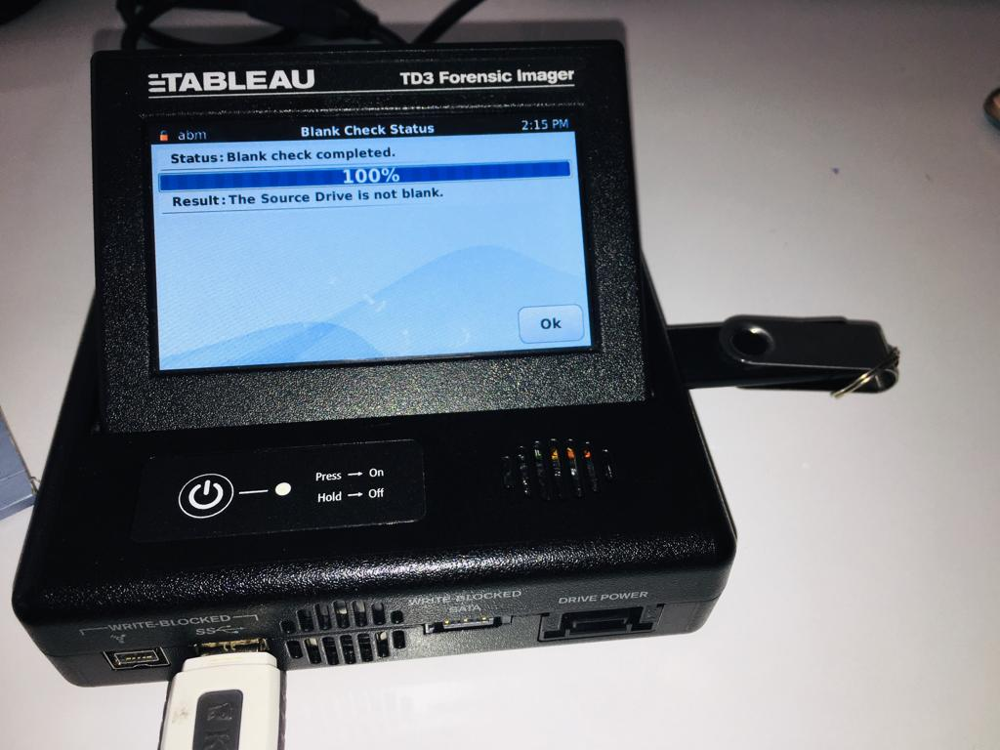 TABLEAU
TD3 Forensic Imager
abm
Blank Check Status
2:15 PM
Status: Blank check completed.
100%
Result: The Source Drive is not blank.
Ok
Press → On
Hold → Off
WRITE-BLOCKED
SS
WRITE-BLOCKED
SATA
DRIVE POWER